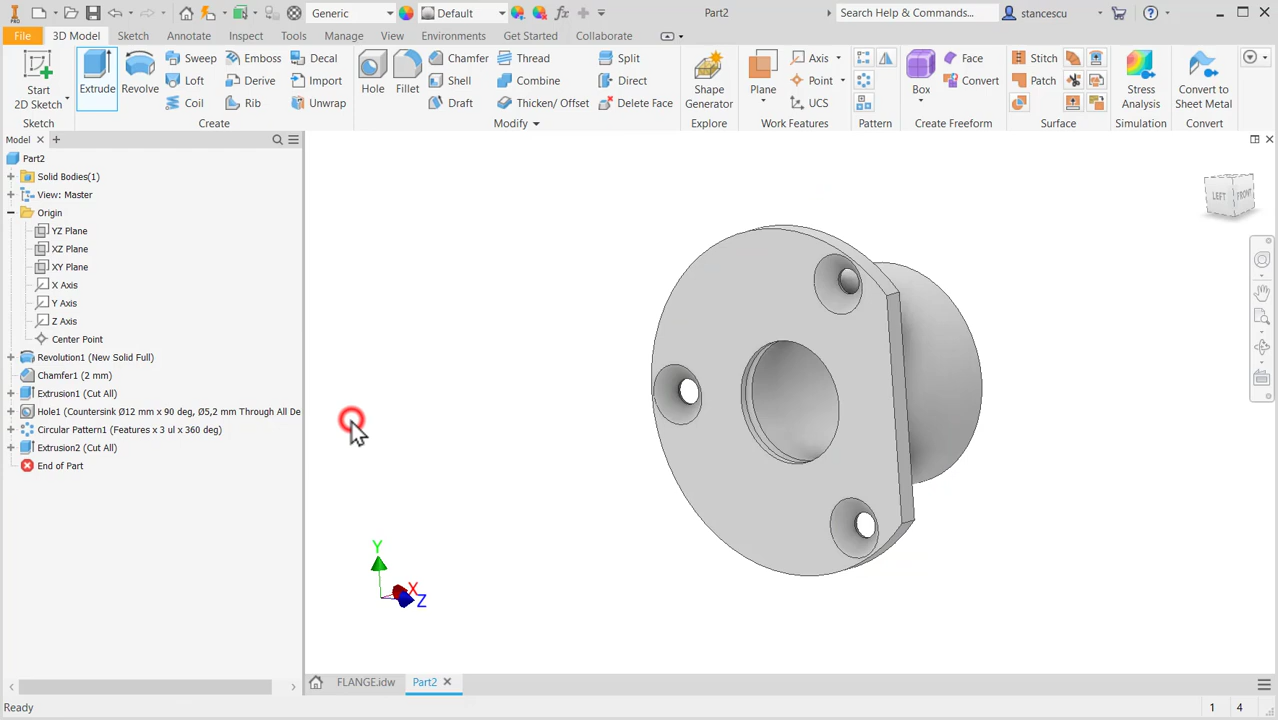 PRO
Generic
Default
Part2
Search Help & Commands...
stancescu
File
3D Model
Sketch
Annotate
Inspect
Tools
Manage
View
Environments
Get Started
Collaborate
Start
2D Sketch
Extrude
Revolve
Sweep
Loft
Coil
Emboss
Derive
Rib
Decal
Import
Unwrap
Hole
Fillet
Chamfer
Shell
Draft
Thread
Combine
Thicken/ Offset
Split
Direct
Delete Face
Shape
Generator
Plane
Axis
Point
UCS
Box
Face
Convert
Stitch
Patch
Stress
Analysis
Convert to
Sheet Metal
Sketch
Create
Modify
Explore
Work Features
Pattern
Create Freeform
Surface
Simulation
Convert
Model
Part2
Solid Bodies(1)
View: Master
Origin
YZ Plane
XZ Plane
XY Plane
X Axis
Y Axis
Z Axis
Center Point
Revolution1 (New Solid Full)
Chamfer1 (2 mm)
Extrusion1 (Cut All)
Hole1 (Countersink Ø12 mm x 90 deg, Ø5,2 mm Through All De
Circular Pattern1 (Features x 3 ul x 360 deg)
Extrusion2 (Cut All)
End of Part
LEFT
FRONT
Y
X
Z
FLANGE.idw
Part2
Ready
1
4